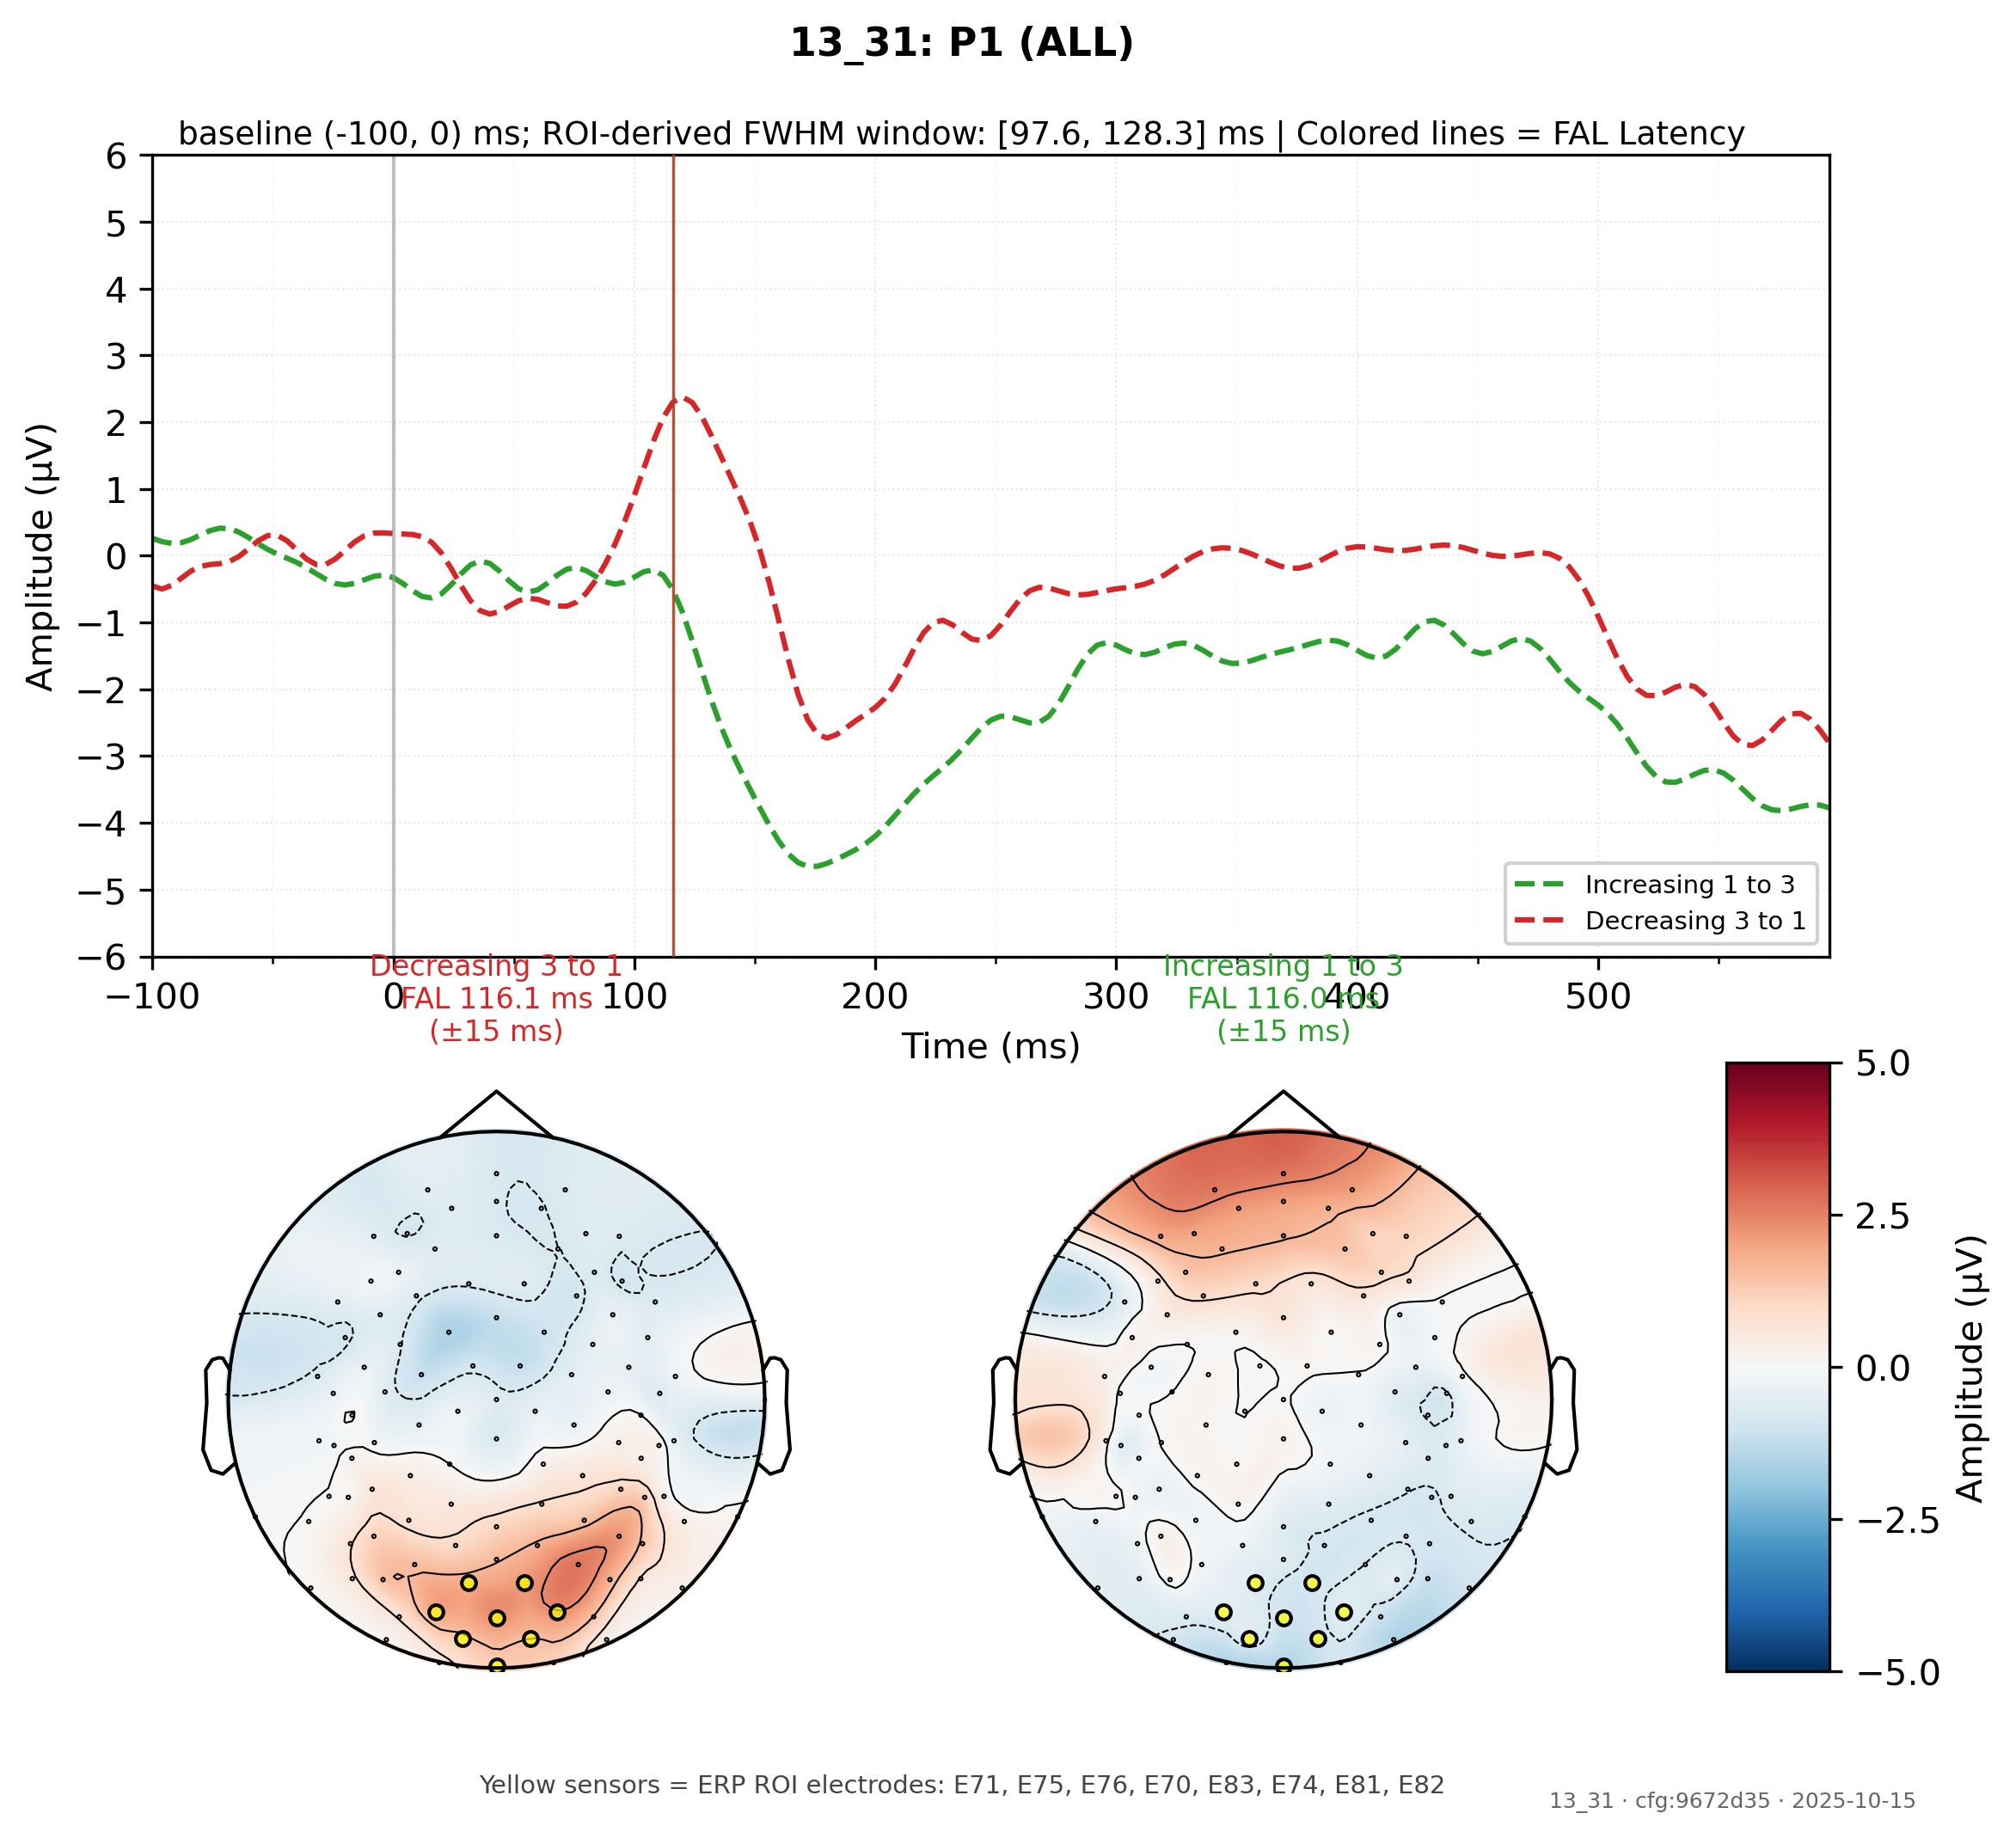 13_31: P1 (ALL)
baseline (-100, 0) ms; ROI-derived FWHM window: [97.6, 128.3] ms | Colored lines = FAL Latency
6
5
4
3
2
1
0
−1
−2
−3
−4
−5
−6
Amplitude (μV)
Increasing 1 to 3
Decreasing 3 to 1
−100
0
100
200
300
400
500
Time (ms)
Decreasing 3 to 1
FAL 116.1 ms
(±15 ms)
Increasing 1 to 3
FAL 116.0 ms
(±15 ms)
5.0
2.5
0.0
−2.5
−5.0
Amplitude (μV)
Yellow sensors = ERP ROI electrodes: E71, E75, E76, E70, E83, E74, E81, E82
13_31 · cfg:9672d35 · 2025-10-15